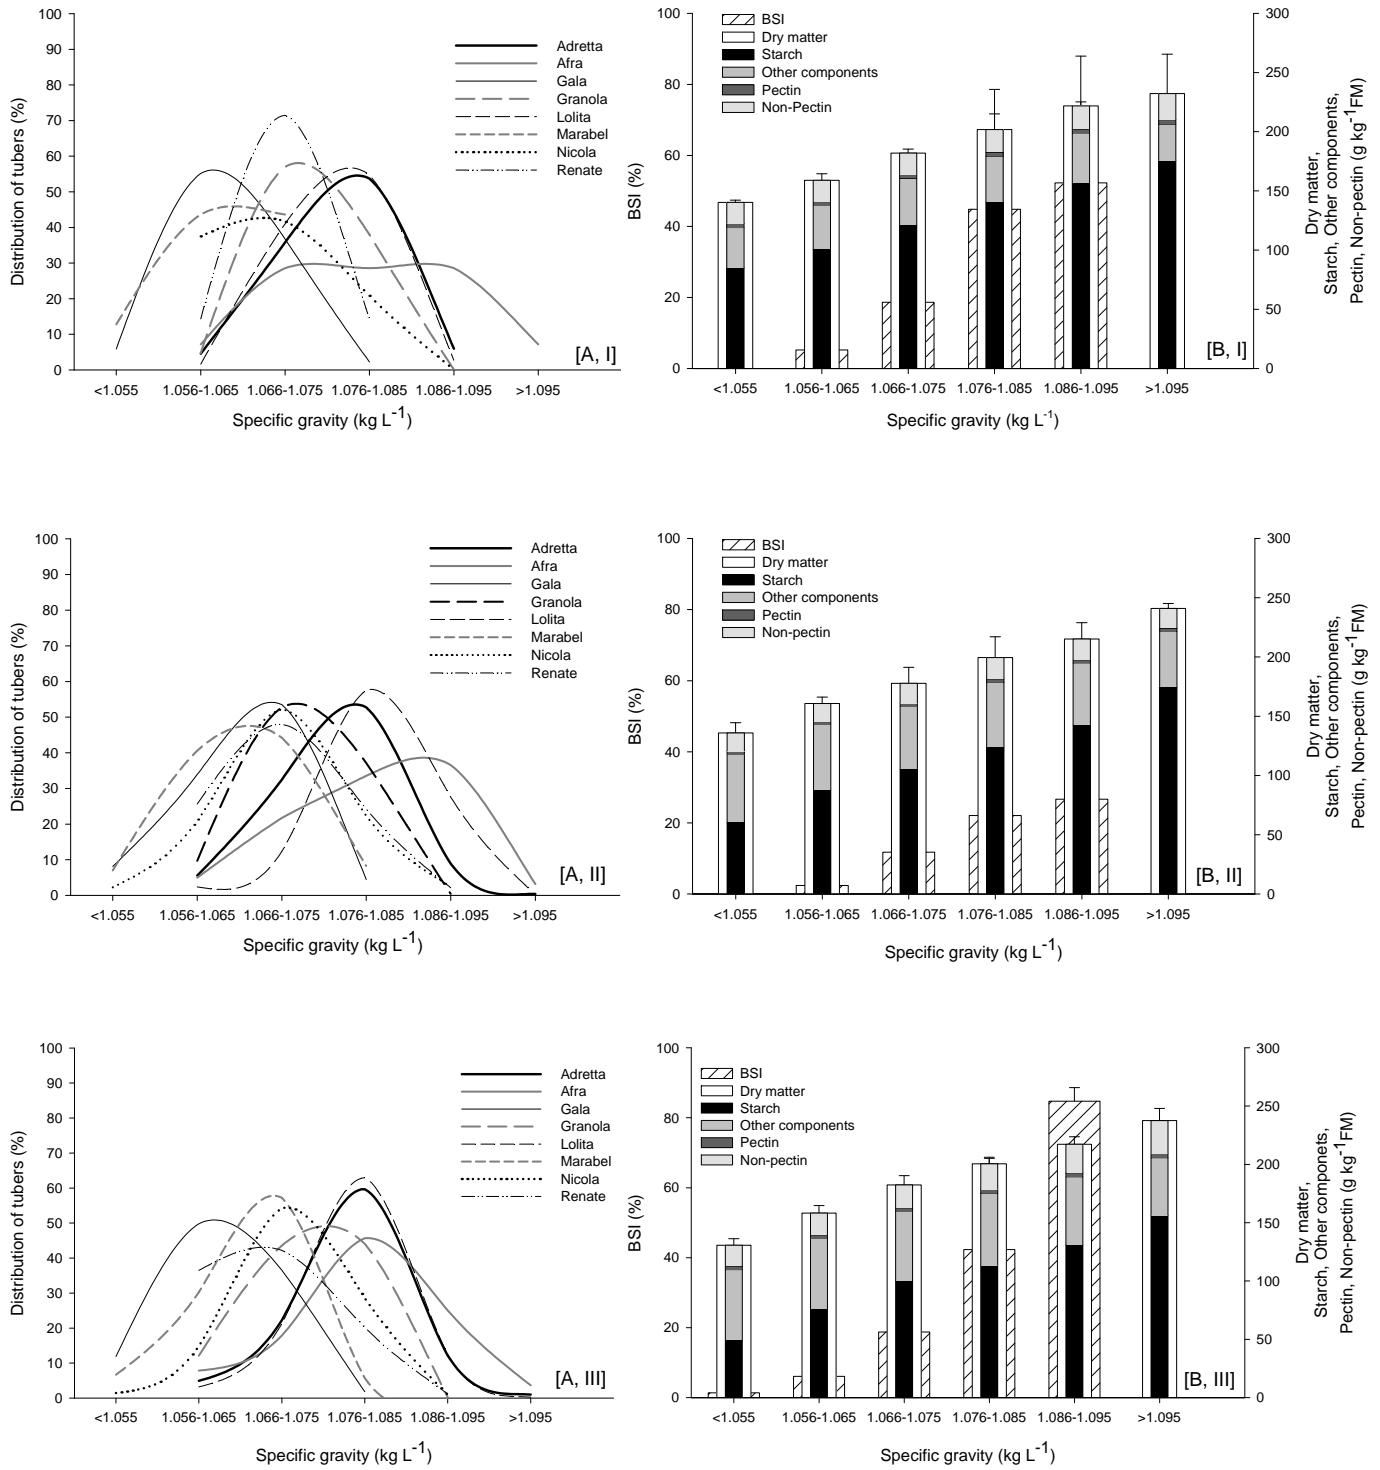 100
90
80
70
60
50
40
30
20
10
0
Distribution of tubers (%)
Adretta
Afra
Gala
Granola
Lolita
Marabel
Nicola
Renate
[A, I]
<1.055 1.056-1.065 1.066-1.075 1.076-1.085 1.086-1.095 >1.095
Specific gravity (kg L-1)
100
80
60
40
20
0
BSI (%)
BSI
Dry matter
Starch
Other components
Pectin
Non-Pectin
[B, I]
300
250
200
150
100
50
0
Dry matter,
Starch, Other components,
Pectin, Non-pectin (g kg-1FM)
<1.055 1.056-1.065 1.066-1.075 1.076-1.085 1.086-1.095 >1.095
Specific gravity (kg L-1)
100
90
80
70
60
50
40
30
20
10
0
Distribution of tubers (%)
Adretta
Afra
Gala
Granola
Lolita
Marabel
Nicola
Renate
[A, II]
<1.055 1.056-1.065 1.066-1.075 1.076-1.085 1.086-1.095 >1.095
Specific gravity (kg L-1)
100
80
60
40
20
0
BSI (%)
BSI
Dry matter
Starch
Other components
Pectin
Non-pectin
[B, II]
300
250
200
150
100
50
0
Dry matter,
Starch, Other components,
Pectin, Non-pectin (g kg-1FM)
<1.055 1.056-1.065 1.066-1.075 1.076-1.085 1.086-1.095 >1.095
Specific gravity (kg L-1)
100
90
80
70
60
50
40
30
20
10
0
Distribution of tubers (%)
Adretta
Afra
Gala
Granola
Lolita
Marabel
Nicola
Renate
[A, III]
<1.055 1.056-1.065 1.066-1.075 1.076-1.085 1.086-1.095 >1.095
Specific gravity (kg L-1)
100
80
60
40
20
0
BSI (%)
BSI
Dry matter
Starch
Other components
Pectin
Non-pectin
[B, III]
300
250
200
150
100
50
0
Dry matter,
Starch, Other componets,
Pectin, Non-pectin (g kg-1FM)
<1.055 1.056-1.065 1.066-1.075 1.076-1.085 1.086-1.095 >1.095
Specific gravity (kg L-1)